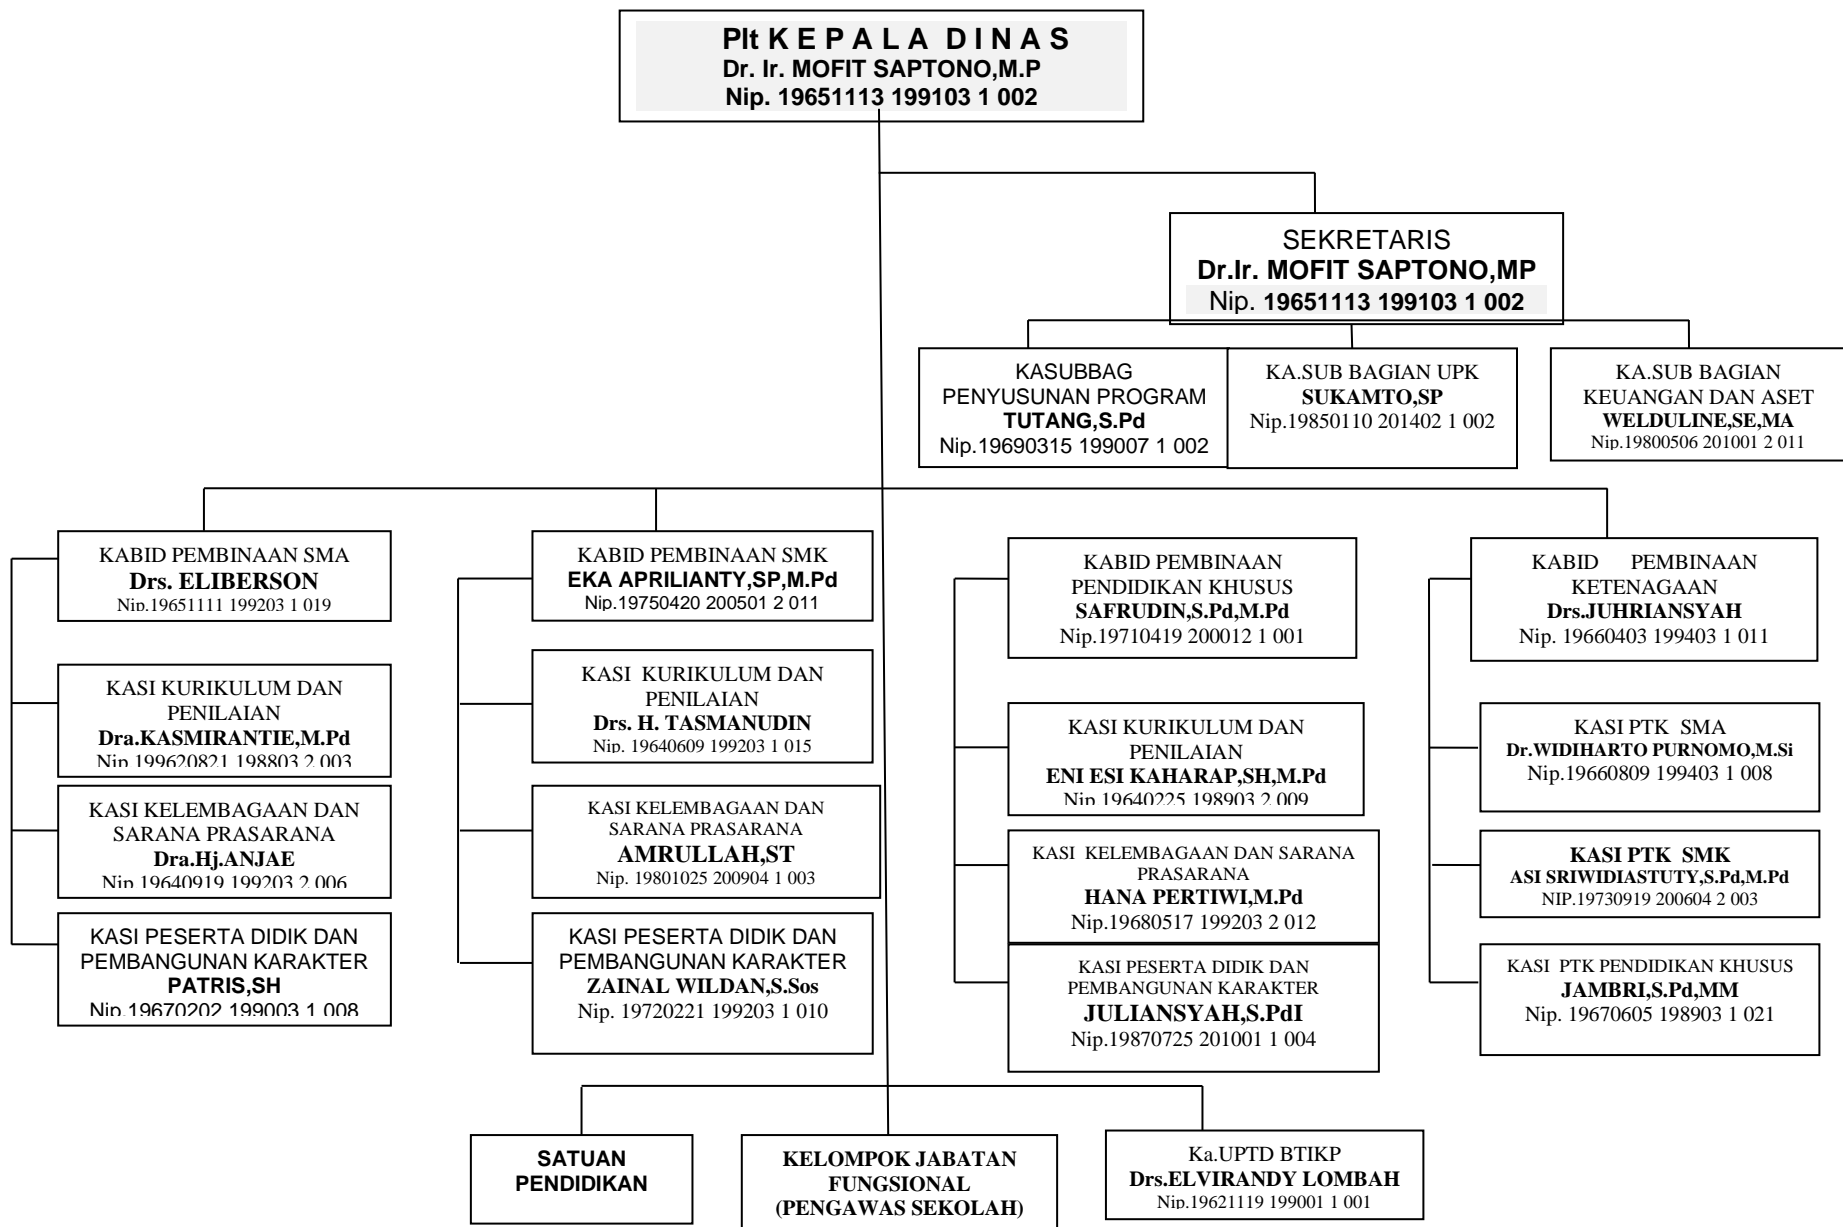 Plt K E P A L A D I N A S
Dr. Ir. MOFIT SAPTONO,M.P
Nip. 19651113 199103 1 002
SEKRETARIS
Dr.Ir. MOFIT SAPTONO,MP
Nip. 19651113 199103 1 002
KASUBBAG
PENYUSUNAN PROGRAM
TUTANG,S.Pd
Nip.19690315 199007 1 002
KA.SUB BAGIAN UPK
SUKAMTO,SP
Nip.19850110 201402 1 002
KA.SUB BAGIAN
KEUANGAN DAN ASET
WELDULINE,SE,MA
Nip.19800506 201001 2 011
KABID PEMBINAAN SMA
Drs. ELIBERSON
Nip.19651111 199203 1 019
KASI KURIKULUM DAN
PENILAIAN
Dra.KASMIRANTIE,M.Pd
Nip 199620821 198803 2 003
KASI KELEMBAGAAN DAN
SARANA PRASARANA
Dra.Hj.ANJAE
Nip 19640919 199203 2 006
KASI PESERTA DIDIK DAN
PEMBANGUNAN KARAKTER
PATRIS,SH
Nip.19670202 199003 1 008
KABID PEMBINAAN SMK
EKA APRILIANTY,SP,M.Pd
Nip.19750420 200501 2 011
KASI KURIKULUM DAN
PENILAIAN
Drs. H. TASMANUDIN
Nip. 19640609 199203 1 015
KASI KELEMBAGAAN DAN
SARANA PRASARANA
AMRULLAH,ST
Nip. 19801025 200904 1 003
KASI PESERTA DIDIK DAN
PEMBANGUNAN KARAKTER
ZAINAL WILDAN,S.Sos
Nip. 19720221 199203 1 010
KABID PEMBINAAN
PENDIDIKAN KHUSUS
SAFRUDIN,S.Pd,M.Pd
Nip.19710419 200012 1 001
KASI KURIKULUM DAN
PENILAIAN
ENI ESI KAHARAP,SH,M.Pd
Nip 19640225 198903 2 009
KASI KELEMBAGAAN DAN SARANA
PRASARANA
HANA PERTIWI,M.Pd
Nip.19680517 199203 2 012
KASI PESERTA DIDIK DAN
PEMBANGUNAN KARAKTER
JULIANSYAH,S.PdI
Nip.19870725 201001 1 004
KABID PEMBINAAN
KETENAGAAN
Drs.JUHRIANSYAH
Nip. 19660403 199403 1 011
KASI PTK SMA
Dr.WIDIHARTO PURNOMO,M.Si
Nip.19660809 199403 1 008
KASI PTK SMK
ASI SRIWIDIASTUTY,S.Pd,M.Pd
NIP.19730919 200604 2 003
KASI PTK PENDIDIKAN KHUSUS
JAMBRI,S.Pd,MM
Nip. 19670605 198903 1 021
SATUAN
PENDIDIKAN
KELOMPOK JABATAN
FUNGSIONAL
(PENGAWAS SEKOLAH)
Ka.UPTD BTIKP
Drs.ELVIRANDY LOMBAH
Nip.19621119 199001 1 001